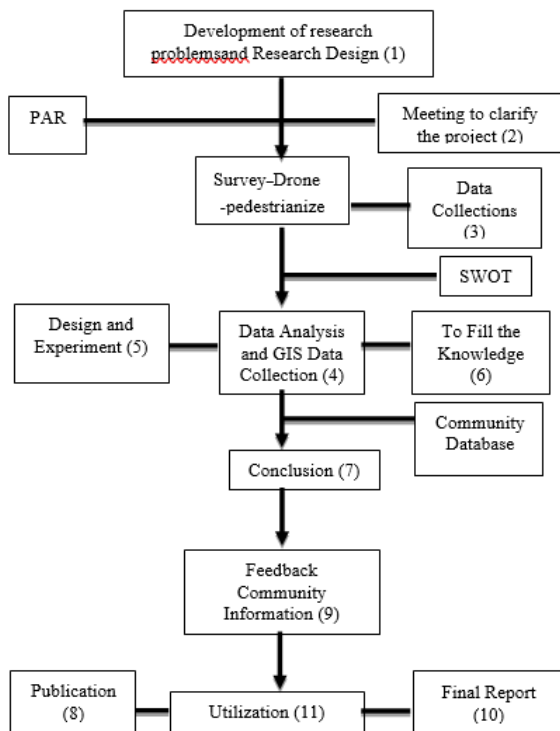 Development of research
problemsand Research Design (1)
PAR
Meeting to clarify
the project (2)
Survey–Drone
-pedestrianize
Data
Collections
(3)
SWOT
Design and
Experiment (5)
Data Analysis
and GIS Data
Collection (4)
To Fill the
Knowledge
(6)
Community
Database
Conclusion (7)
Feedback
Community
Information (9)
Publication
(8)
Utilization (11)
Final Report
(10)